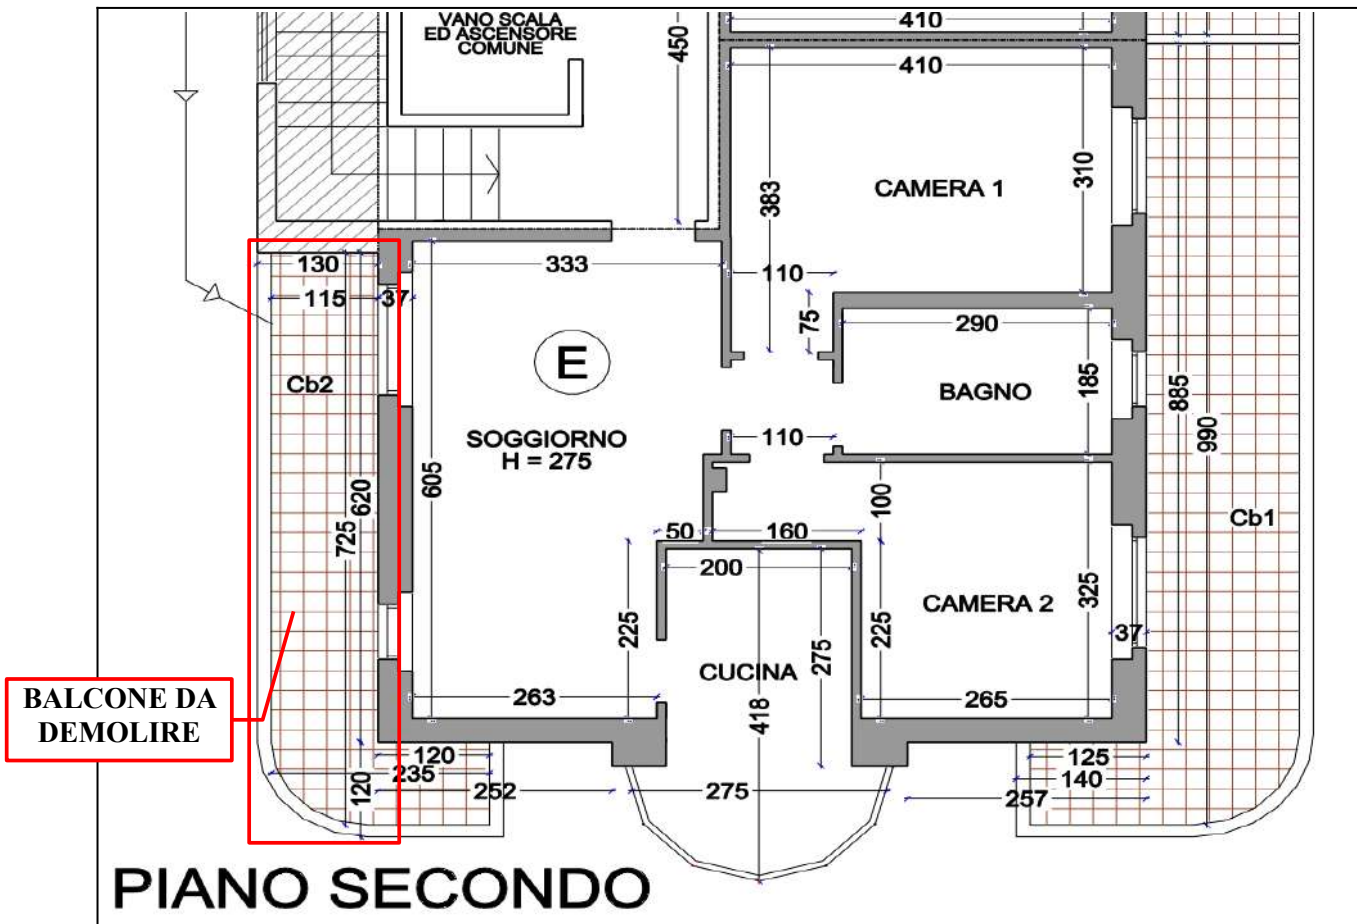 VANO SCALA
ED ASCENSORE
COMUNE
450
410
410
CAMERA 1
310
383
130
333
115
37
110
75
290
E
Cb2
BAGNO
185
885
990
SOGGIORNO
H = 275
110
605
620
725
100
Cb1
50
160
200
225
CUCINA
275
225
CAMERA 2
325
37
418
263
265
BALCONE DA
DEMOLIRE
120
235
120
252
275
125
140
257
PIANO SECONDO